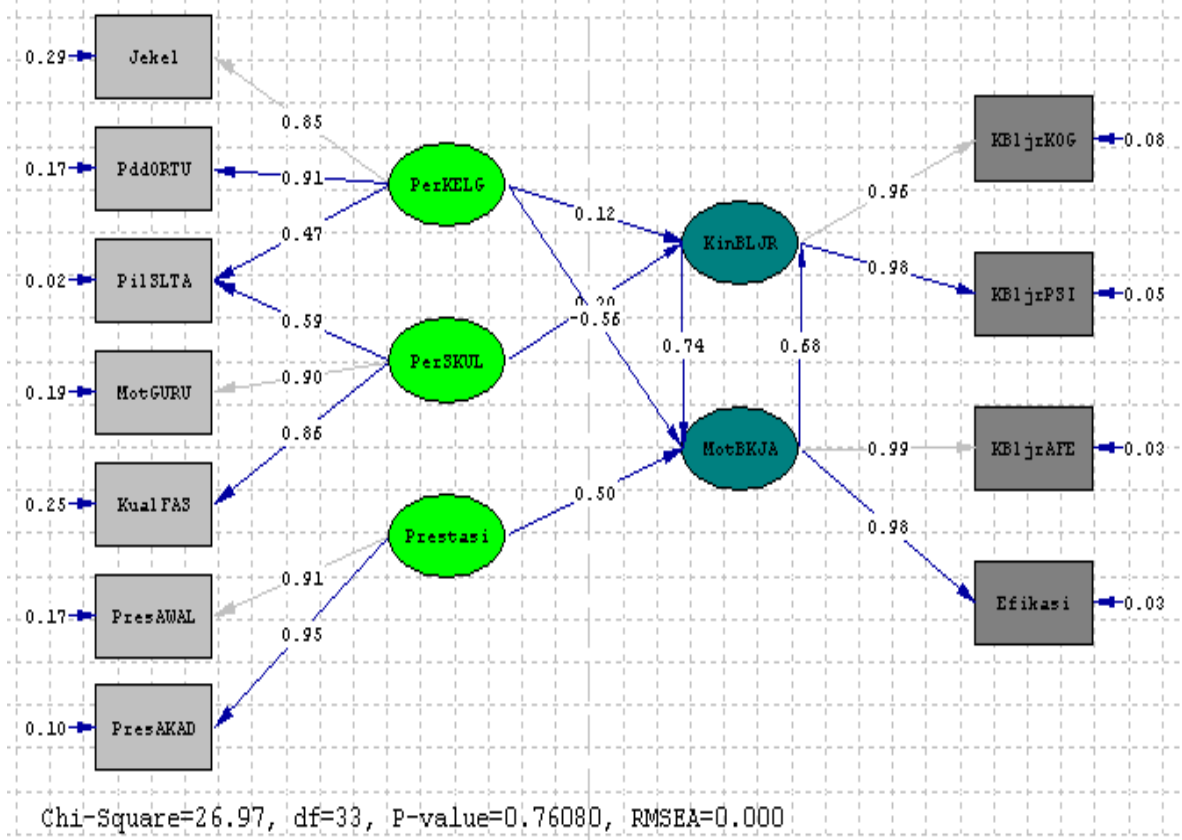 0.29 Jekel
0.85
0.17 PddORTU
0.91
0.47
0.02 PilSLTA
0.59
0.19 MotGURU
0.90
0.86
0.25 KualFAS
0.17 PresAWAL
0.91
0.95
0.10 PresAKAD
PerKELG
PerSKUL
Prestasi
0.12
0.20
-0.56
0.50
KinBLJR
0.74 0.68
MotBKJA
0.96
KBljrKOG 0.08
0.98
KBljrPSI 0.05
0.99
KBljrAFE 0.03
0.98
Efikasi 0.03
Chi-Square=26.97, df=33, P-value=0.76080, RMSEA=0.000